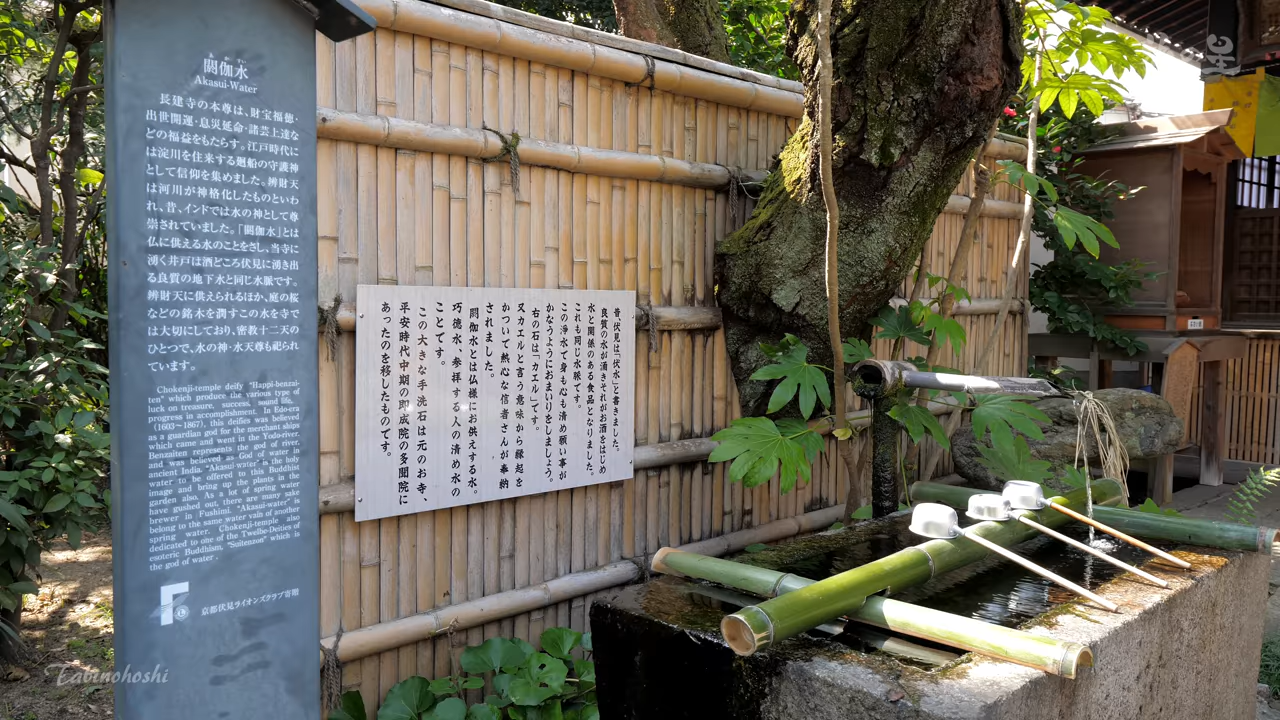 閼伽水
Akasui-Water
長建寺の本尊は、財宝福徳・
出世開運・息災延命・諸芸上達な
どの福益をもたらす。江戸時代に
は淀川を往来する廻船の守護神
として信仰を集めました。辨財天
は河川が神格化したものといわ
れ、昔、インドでは水の神として尊
崇されていました。「閼伽水」とは
仏に供える水のことをさし、当寺に
湧く井戸は酒どころ伏見に湧き出
る良質の地下水と同じ水脈です。
辨財天に供えられるほか、庭の桜
などの銘木を潤すこの水を寺で
は大切にしており、密教十二天の
ひとつで、水の神・水天尊も祀られ
ています。
Chokenji-temple deify "Happi-benzai-
ten" which produce the various type of
luck on treasure, success, sound life,
progress in accomplishment. In Edo-era
(1603~1867), this deifies was believed
as a guardian god for the merchant ships
which came and went in the Yodo-river.
Benzaiten represents the god of river,
and was believed as God of water in
ancient India. "Akasui-water" is the holy
water to be offered to this Buddhist
image and bring up the plants in the
garden also. As a lot of spring water
have gushed out, there are many sake
brewer in Fushimi. "Akasui-water" is
belong to the same water vain of another
spring water. Chokenji-temple also
dedicated to one of the Twelbe-Deities of
esoteric Buddhism, "Suitenzon" which is
the god of water.
京都伏見ライオンズクラブ寄贈
昔伏見は「伏水」と書きました。
良質の水が湧きそれがお酒をはじめ
水と関係のある食品となりました。
これも同じ水脈です。
この浄水で身も心も清め願い事が
かなうようにおまいりをしましょう。
右の石は「カエル」です。
又カエルと言う意味から縁起を
かついで熱心な信者さんが奉納
されました。
閼伽水とは仏様にお供えする水。
巧徳水、参拝する人の清め水の
ことです。
この大きな手洗石は元のお寺、
平安時代中期の即成院の多聞院に
あったのを移したものです。
Tabinohoshi